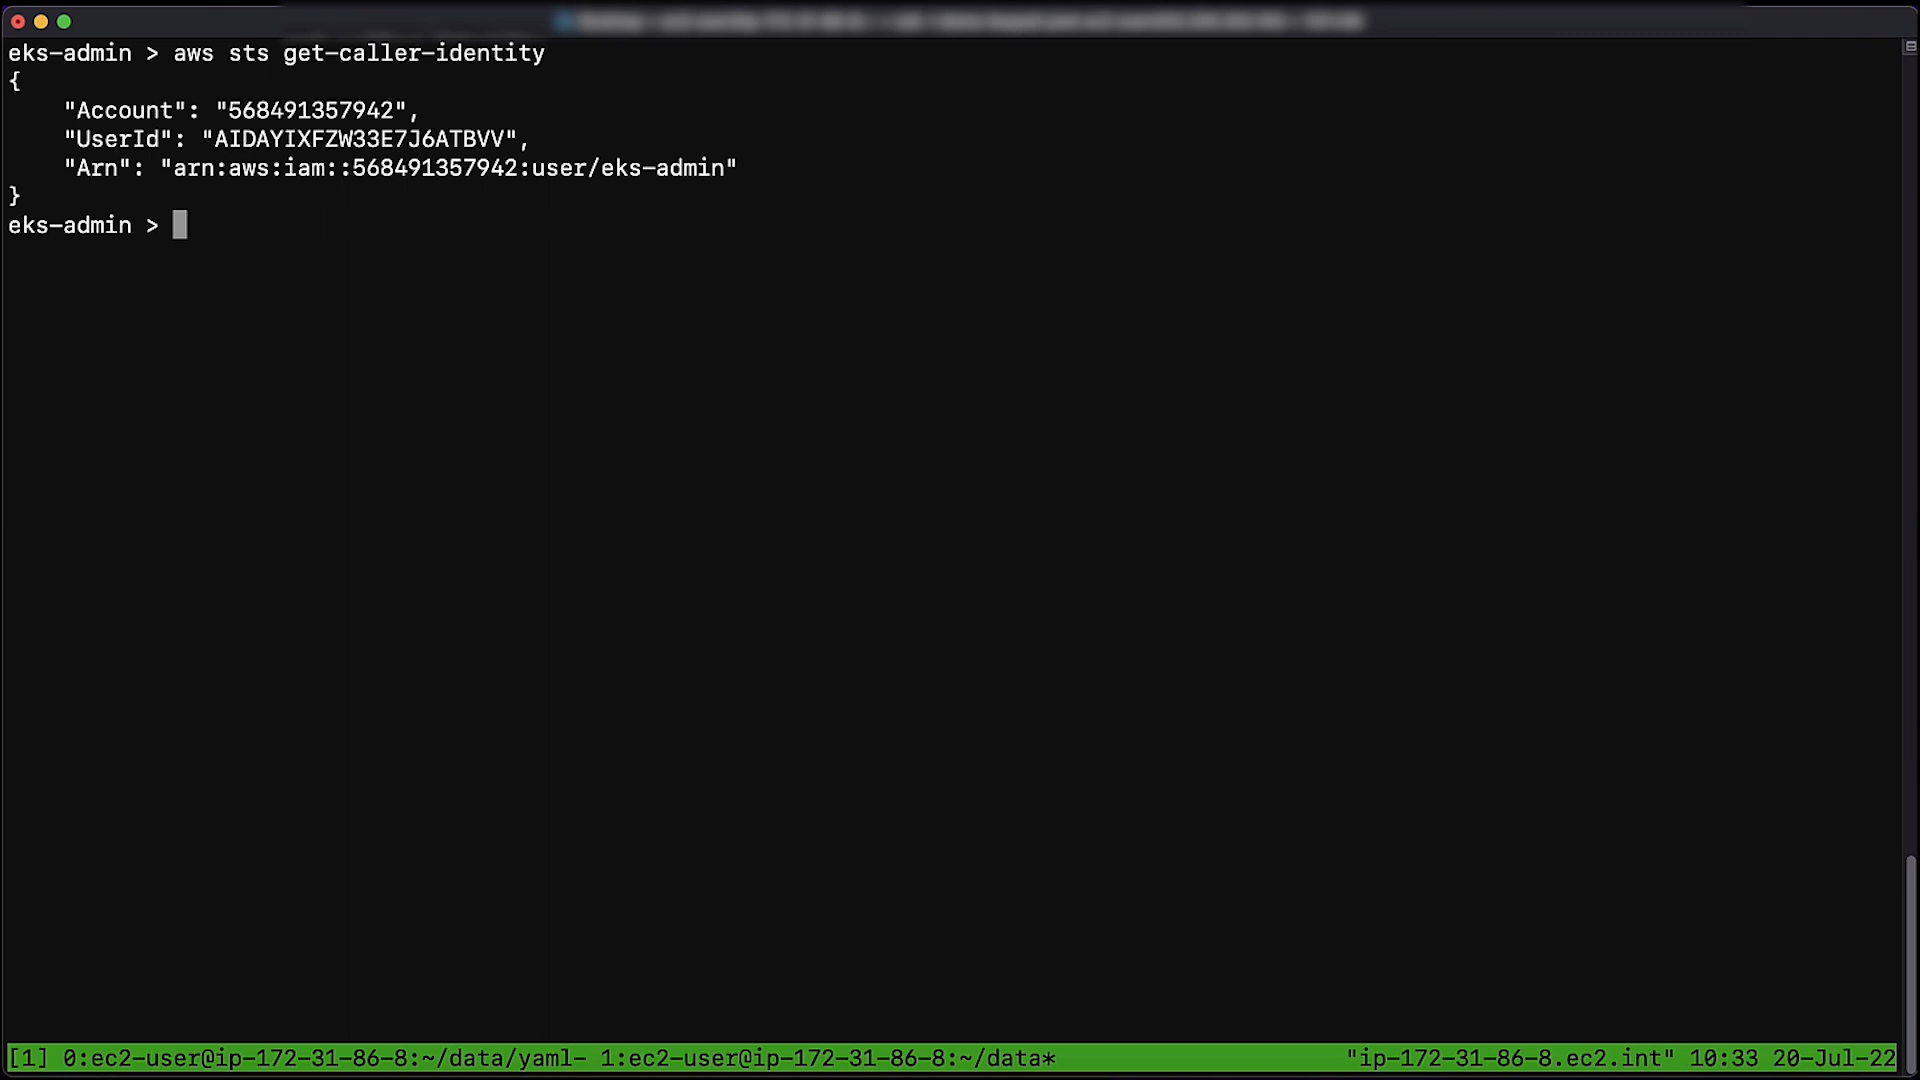 eks-admin > aws sts get-caller-identity
{
    "Account": "568491357942",
    "UserId": "AIDAYIXFZW33E7J6ATBVV",
    "Arn": "arn:aws:iam::568491357942:user/eks-admin"
}
eks-admin >
[1] 0:ec2-user@ip-172-31-86-8:~/data/yaml- 1:ec2-user@ip-172-31-86-8:~/data* "ip-172-31-86-8.ec2.int" 10:33 20-Jul-22